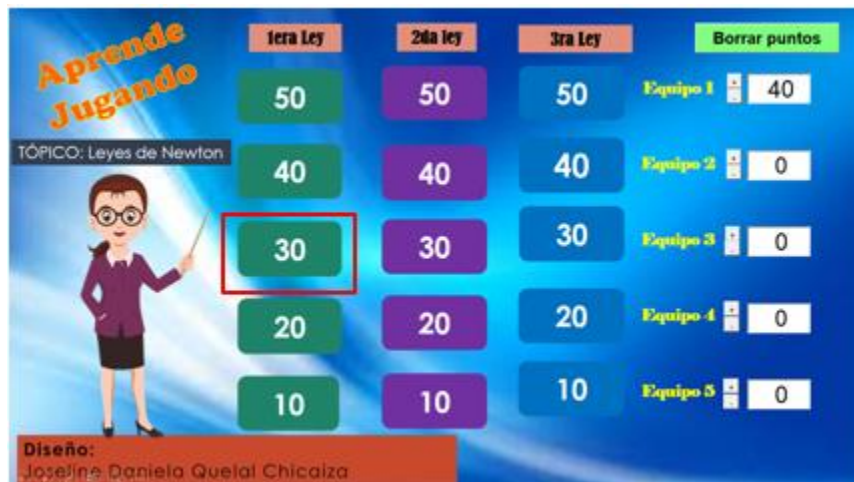 Aprende
Jugando
TÓPICO: Leyes de Newton
1era Ley 2da ley 3ra Ley Borrar puntos
50 50 50 Equipo 1 40
40 40 40 Equipo 2 0
30 30 30 Equipo 3 0
20 20 20 Equipo 4 0
10 10 10 Equipo 5 0
Diseño:
Joseline Daniela Quelal Chicaiza